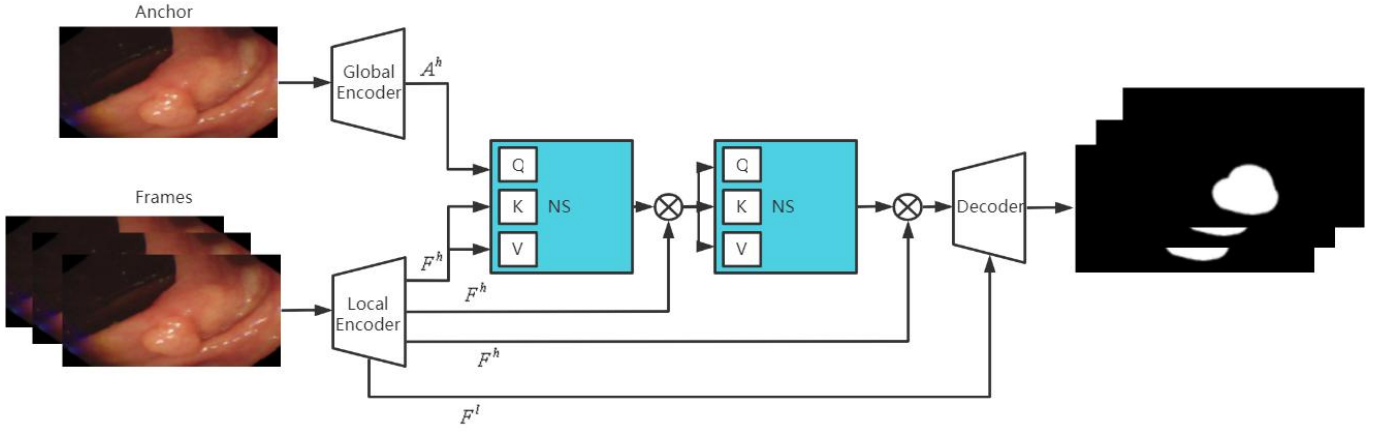 Anchor
Global
Encoder
A^h
Frames
Local
Encoder
F^h
F^h
F^h
F^l
Q
K
V
NS
Q
K
V
NS
Decoder